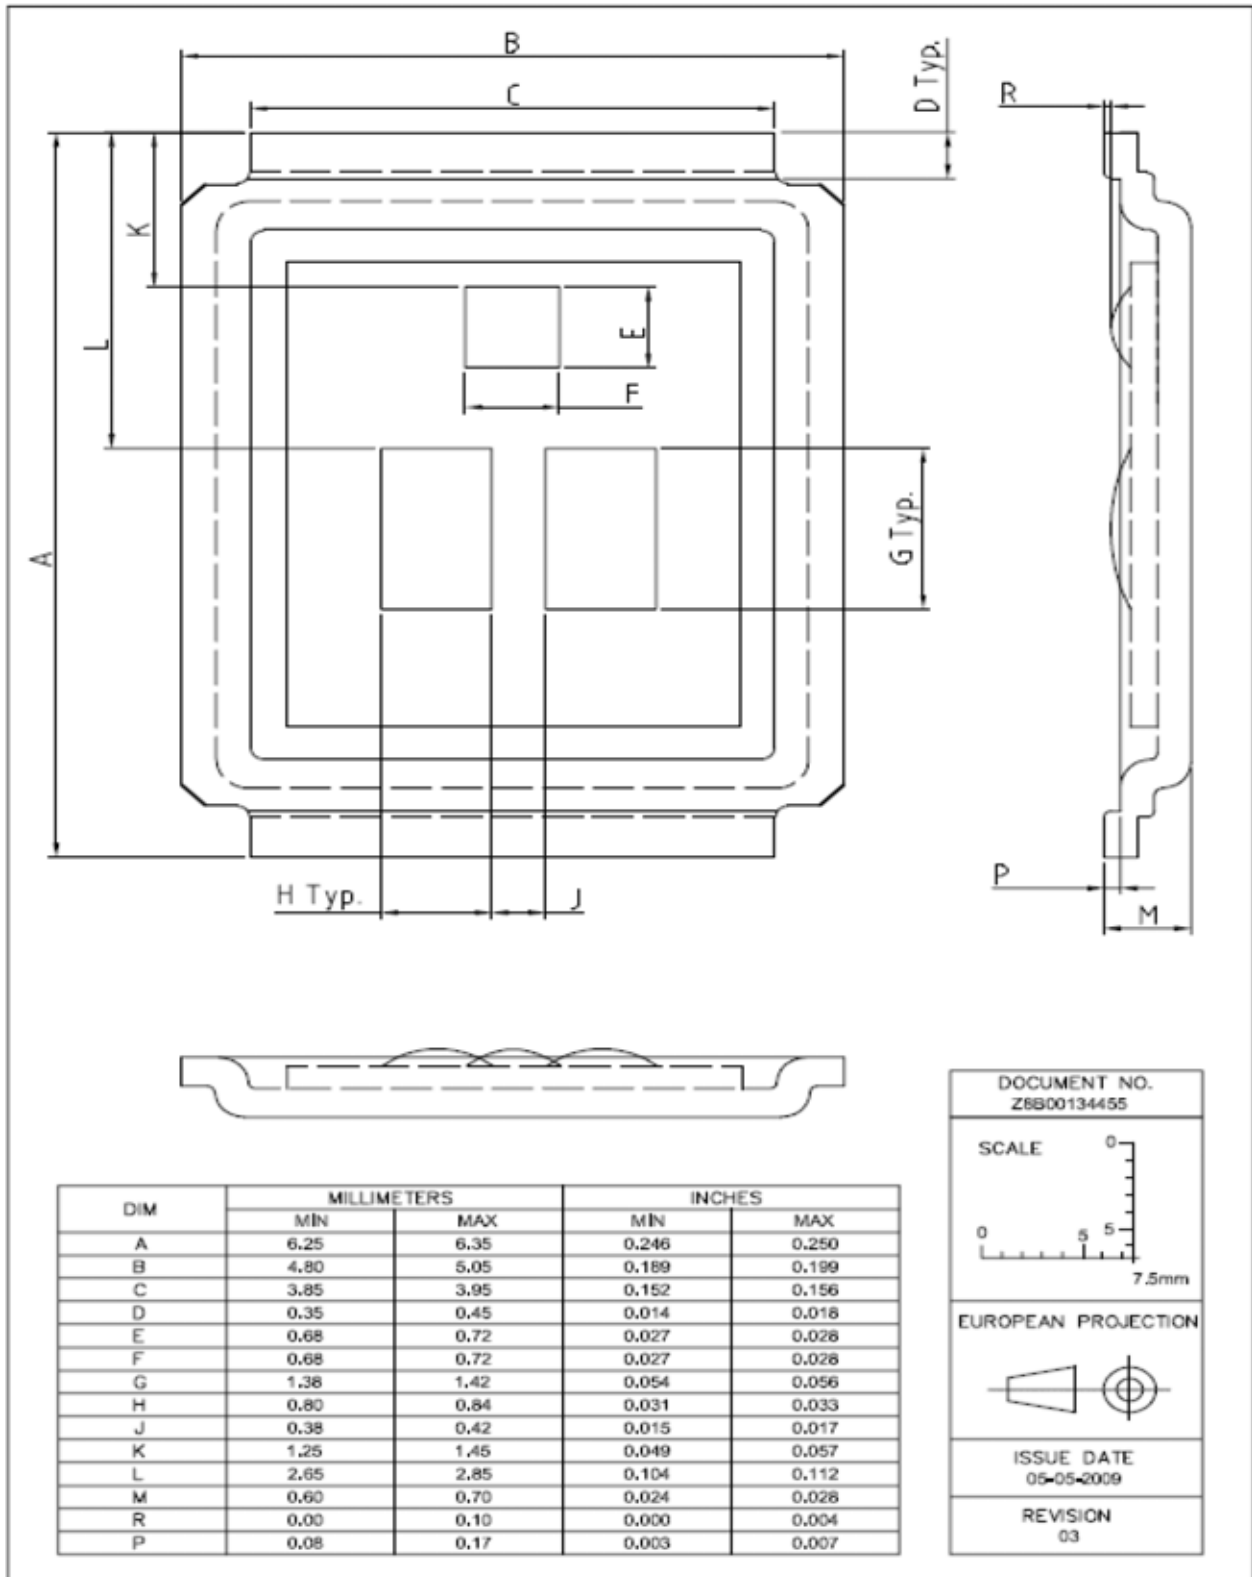 B
C
D Typ.
R
K
E
L
F
A
G Typ.
H Typ.
J
P
M
DOCUMENT NO.
Z8B00134455
SCALE
0
0
5
5
7.5mm
EUROPEAN PROJECTION
ISSUE DATE
05-05-2009
REVISION
03
DIM MILLIMETERS INCHES
MIN MAX MIN MAX
A 6.25 6.35 0.246 0.250
B 4.80 5.05 0.189 0.199
C 3.85 3.95 0.152 0.156
D 0.35 0.45 0.014 0.018
E 0.68 0.72 0.027 0.028
F 0.68 0.72 0.027 0.028
G 1.38 1.42 0.054 0.056
H 0.80 0.84 0.031 0.033
J 0.38 0.42 0.015 0.017
K 1.25 1.45 0.049 0.057
L 2.65 2.85 0.104 0.112
M 0.60 0.70 0.024 0.028
R 0.00 0.10 0.000 0.004
P 0.08 0.17 0.003 0.007